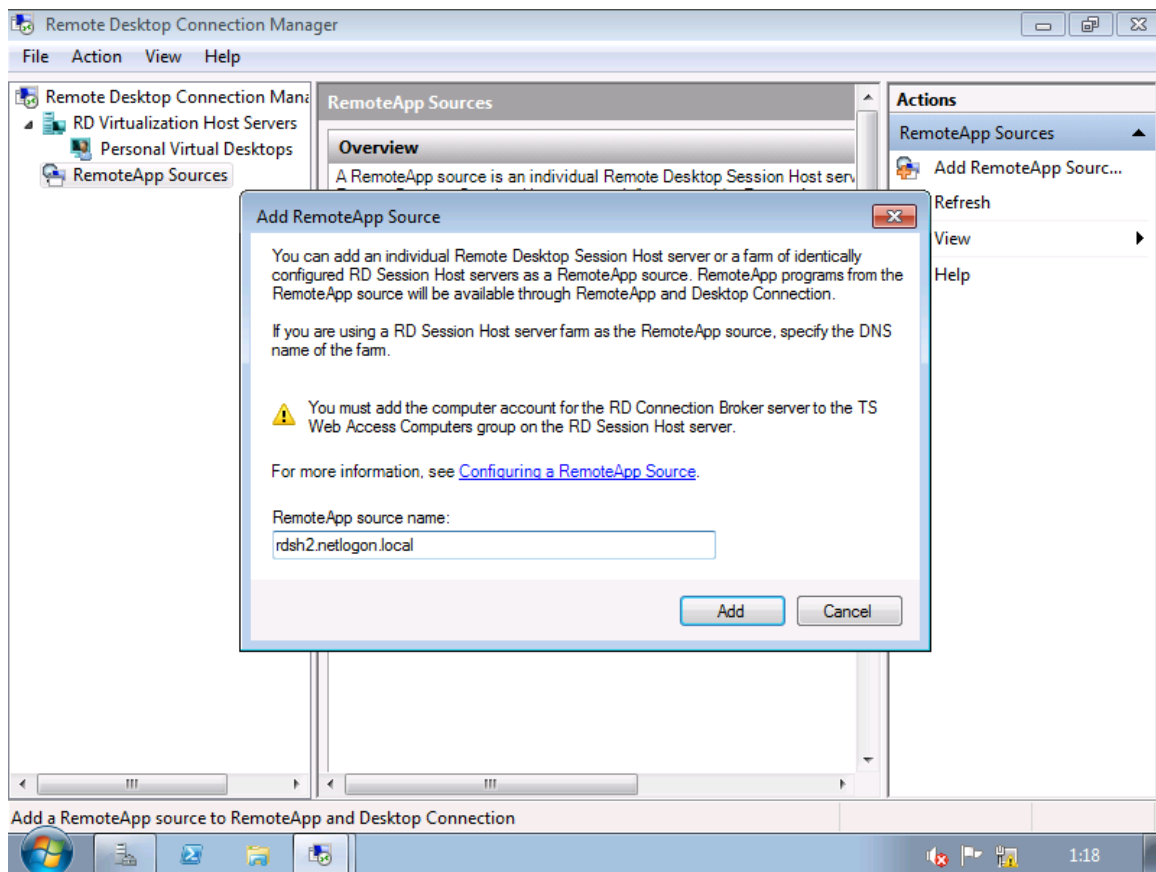 Remote Desktop Connection Manager
File Action View Help
Remote Desktop Connection Mana
RD Virtualization Host Servers
Personal Virtual Desktops
RemoteApp Sources
RemoteApp Sources
Overview
A RemoteApp source is an individual Remote Desktop Session Host serv
Actions
RemoteApp Sources
Add RemoteApp Sourc...
Refresh
View
Help
Add RemoteApp Source
You can add an individual Remote Desktop Session Host server or a farm of identically
configured RD Session Host servers as a RemoteApp source. RemoteApp programs from the
RemoteApp source will be available through RemoteApp and Desktop Connection.
If you are using a RD Session Host server farm as the RemoteApp source, specify the DNS
name of the farm.
You must add the computer account for the RD Connection Broker server to the TS
Web Access Computers group on the RD Session Host server.
For more information, see Configuring a RemoteApp Source.
RemoteApp source name:
rdsh2.netlogon.local
Add Cancel
Add a RemoteApp source to RemoteApp and Desktop Connection
1:18